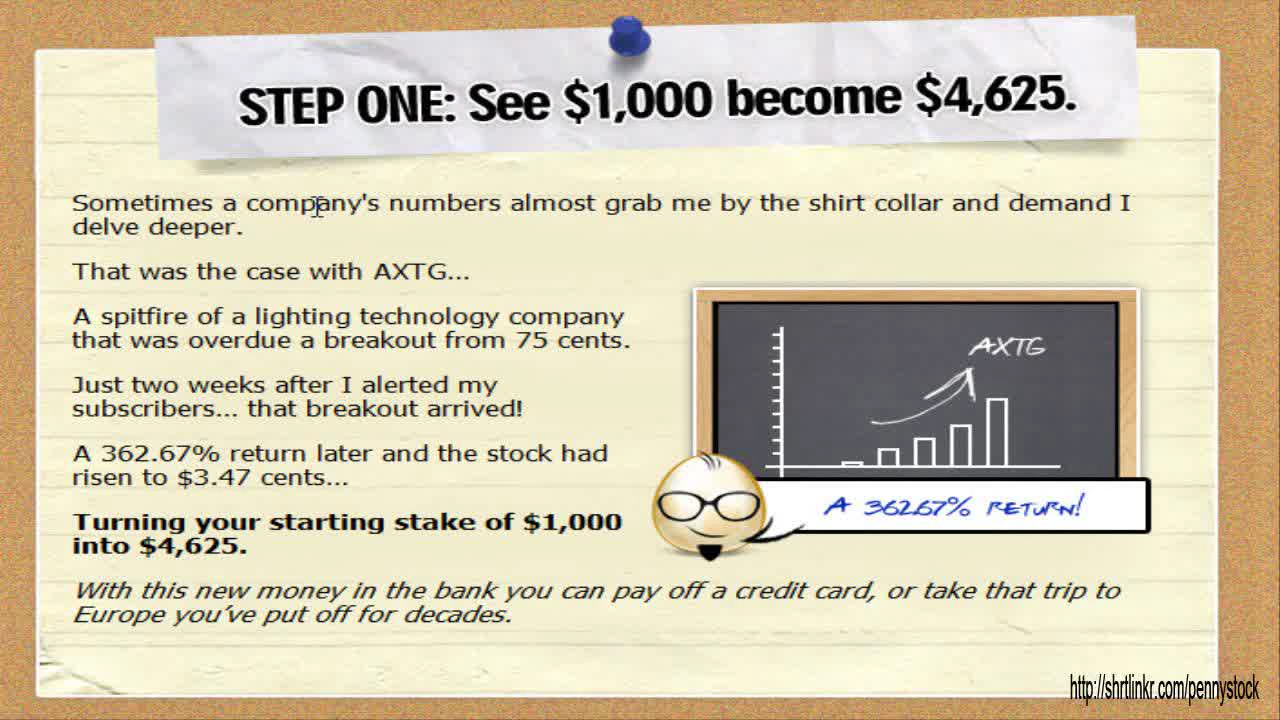 STEP ONE: See $1,000 become $4,625.
Sometimes a company's numbers almost grab me by the shirt collar and demand I
delve deeper.
That was the case with AXTG...
A spitfire of a lighting technology company
that was overdue a breakout from 75 cents.
Just two weeks after I alerted my
subscribers... that breakout arrived!
A 362.67% return later and the stock had
risen to $3.47 cents...
Turning your starting stake of $1,000
into $4,625.
AXTG
A 362.67% RETURN!
With this new money in the bank you can pay off a credit card, or take that trip to
Europe you've put off for decades.
http://shrtlinkr.com/pennystock